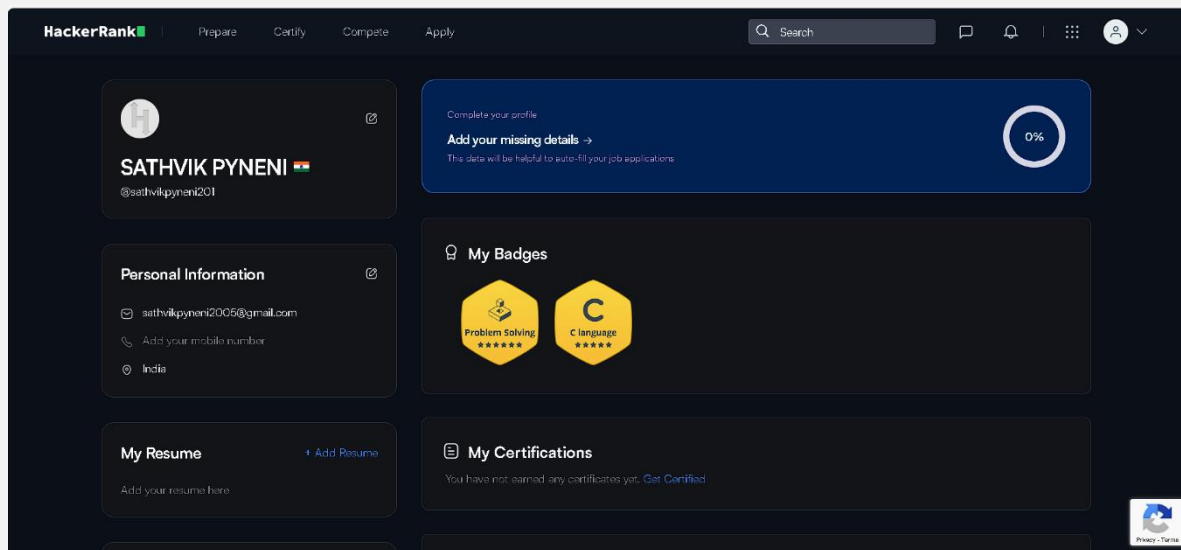 HackerRank Prepare Certify Compete Apply Search
SATHVIK PYNENI
@sathvikpyneni201
Personal Information
sathvikpyneni2005@gmail.com
Add your mobile number
India
My Resume + Add Resume
Add your resume here
Complete your profile
Add your missing details →
This data will be helpful to auto-fill your job applications
0%
My Badges
Problem Solving
★★★★★★
C
C language
★★★★★
My Certifications
You have not earned any certificates yet. Get Certified
Privacy - Terms